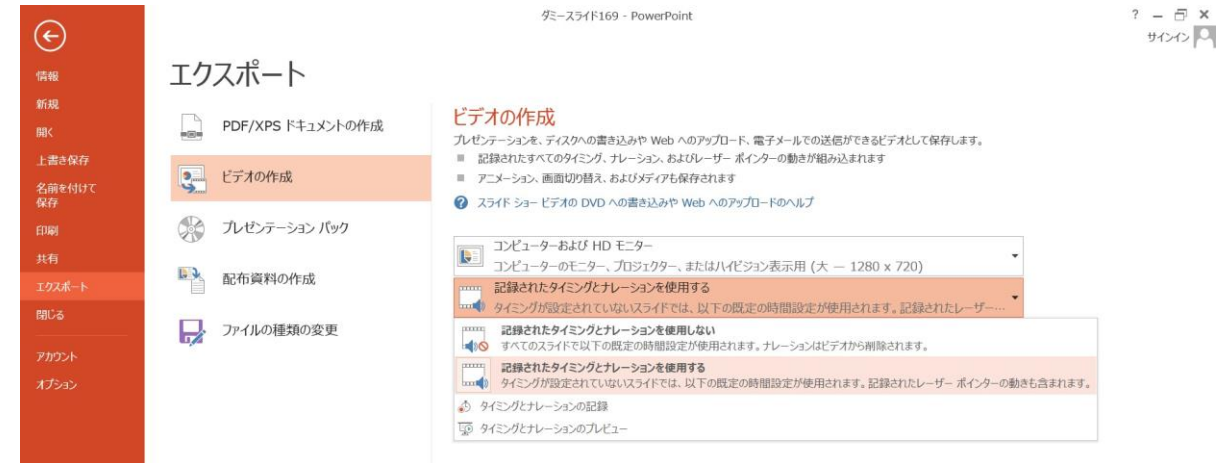 ダミースライド169 - PowerPoint
?
サインイン
情報
新規
開く
上書き保存
名前を付けて
保存
印刷
共有
エクスポート
閉じる
アカウント
オプション
エクスポート
PDF/XPS ドキュメントの作成
ビデオの作成
プレゼンテーション パック
配布資料の作成
ファイルの種類の変更
ビデオの作成
プレゼンテーションを、ディスクへの書き込みや Web へのアップロード、電子メールでの送信ができるビデオとして保存します。
記録されたすべてのタイミング、ナレーション、およびレーザー ポインターの動きが組み込まれます
アニメーション、画面切り替え、およびメディアも保存されます
スライド ショー ビデオの DVD への書き込みや Web へのアップロードのヘルプ
コンピューターおよび HD モニター
コンピューターのモニター、プロジェクター、またはハイビジョン表示用 (大 — 1280 x 720)
記録されたタイミングとナレーションを使用する
タイミングが設定されていないスライドでは、以下の既定の時間設定が使用されます。記録されたレーザー…
記録されたタイミングとナレーションを使用しない
すべてのスライドで以下の既定の時間設定が使用されます。ナレーションはビデオから削除されます。
記録されたタイミングとナレーションを使用する
タイミングが設定されていないスライドでは、以下の既定の時間設定が使用されます。記録されたレーザー ポインターの動きも含まれます。
タイミングとナレーションの記録
タイミングとナレーションのプレビュー